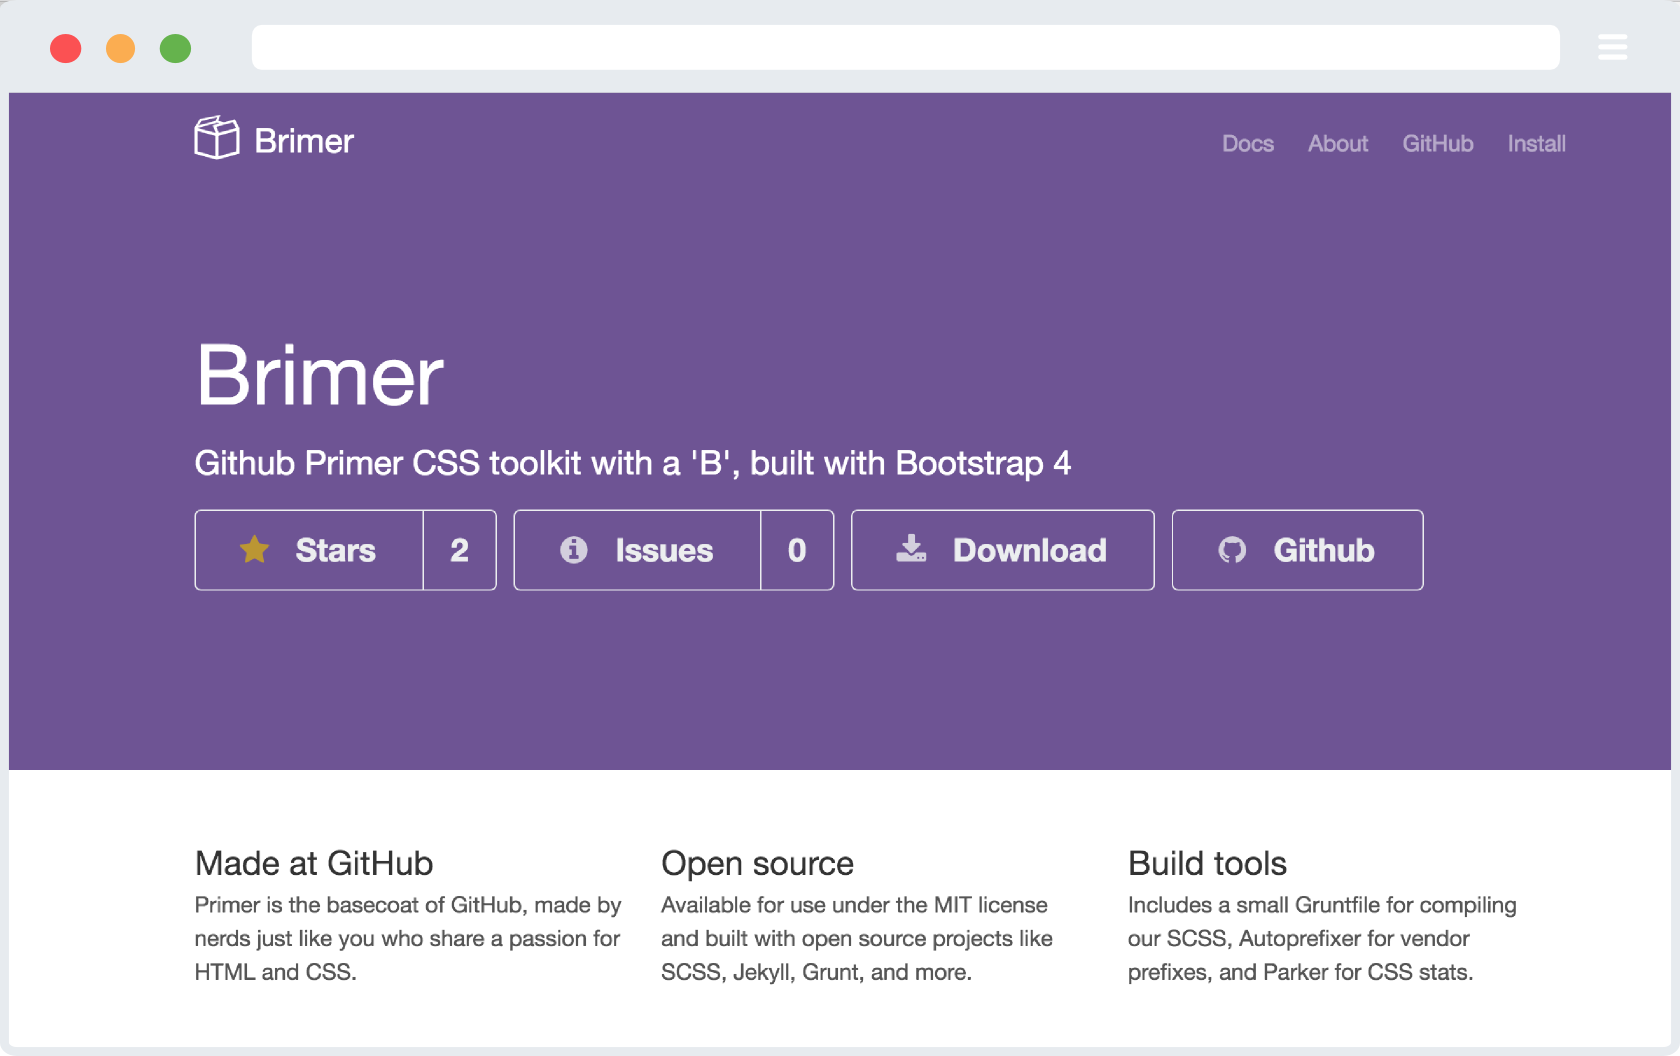 Brimer
Docs About GitHub Install
Brimer
Github Primer CSS toolkit with a 'B', built with Bootstrap 4
Stars 2 Issues 0 Download Github
Made at GitHub
Primer is the basecoat of GitHub, made by
nerds just like you who share a passion for
HTML and CSS.
Open source
Available for use under the MIT license
and built with open source projects like
SCSS, Jekyll, Grunt, and more.
Build tools
Includes a small Gruntfile for compiling
our SCSS, Autoprefixer for vendor
prefixes, and Parker for CSS stats.